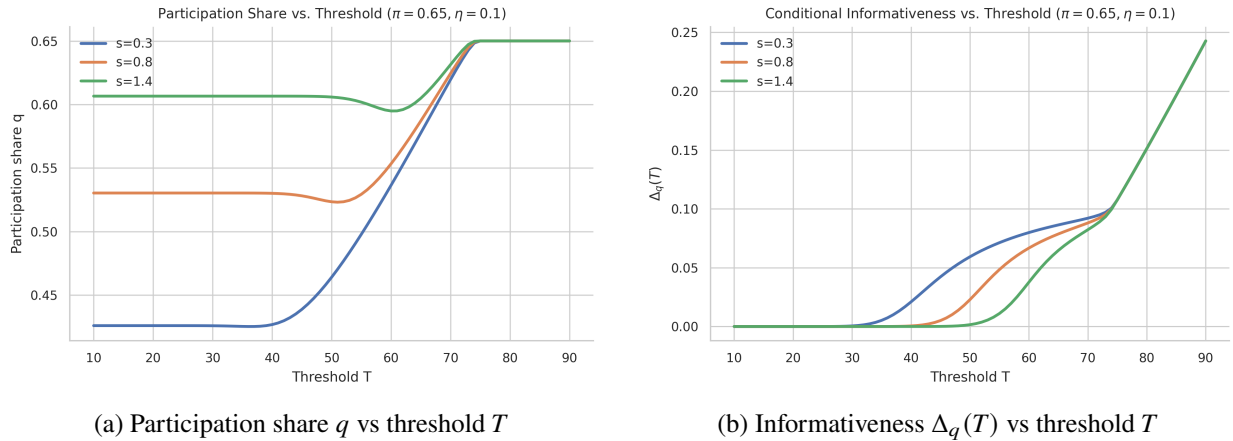 Participation Share vs. Threshold (π = 0.65, η = 0.1)
s=0.3
s=0.8
s=1.4
Participation share q
0.65
0.60
0.55
0.50
0.45
10 20 30 40 50 60 70 80 90
Threshold T
(a) Participation share q vs threshold T
Conditional Informativeness vs. Threshold (π = 0.65, η = 0.1)
s=0.3
s=0.8
s=1.4
Δq(T)
0.25
0.20
0.15
0.10
0.05
0.00
10 20 30 40 50 60 70 80 90
Threshold T
(b) Informativeness Δq(T) vs threshold T